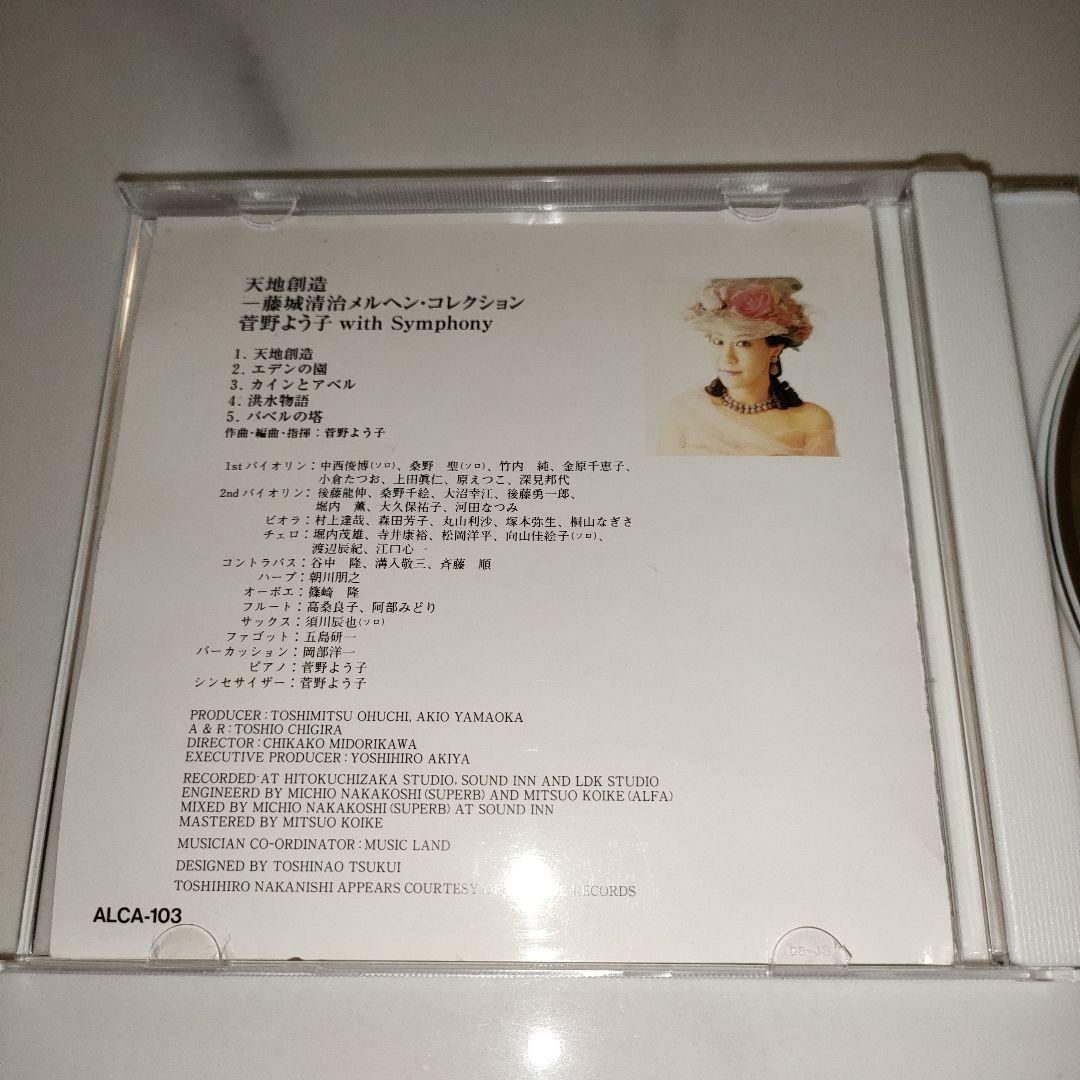 天地創造
―藤城清治メルヘン・コレクション
菅野よう子 with Symphony
1. 天地創造
2. エデンの園
3. カインとアベル
4. 洪水物語
5. バベルの塔
作曲・編曲・指揮：菅野よう子
1stバイオリン：中西俊博(ソロ)、桑野 聖(ソロ)、竹内 純、金原千恵子、
小倉たつお、上田眞仁、原えつこ、深見邦代
2ndバイオリン：後藤龍伸、桑野千絵、大沼幸江、後藤勇一郎、
堀内 薫、大久保祐子、河田なつみ
ビオラ：村上達哉、森田芳子、丸山利沙、塚本弥生、桐山なぎさ
チェロ：堀内茂雄、寺井康裕、松岡洋平、向山佳絵子(ソロ)、
渡辺辰紀、江口心一
コントラバス：谷中 隆、溝入敬三、斉藤 順
ハープ：朝川朋之
オーボエ：篠崎 隆
フルート：高桑良子、阿部みどり
サックス：須川辰也(ソロ)
ファゴット：五島研一
パーカッション：岡部洋一
ピアノ：菅野よう子
シンセサイザー：菅野よう子
PRODUCER：TOSHIMITSU OHUCHI, AKIO YAMAOKA
A & R：TOSHIO CHIGIRA
DIRECTOR：CHIKAKO MIDORIKAWA
EXECUTIVE PRODUCER：YOSHIHIRO AKIYA
RECORDED AT HITOKUCHIZAKA STUDIO, SOUND INN AND LDK STUDIO
ENGINEERD BY MICHIO NAKAKOSHI (SUPERB) AND MITSUO KOIKE (ALFA)
MIXED BY MICHIO NAKAKOSHI (SUPERB) AT SOUND INN
MASTERED BY MITSUO KOIKE
MUSICIAN CO-ORDINATOR：MUSIC LAND
DESIGNED BY TOSHINAO TSUKUI
TOSHIHIRO NAKANISHI APPEARS COURTESY OF RECORDS
ALCA-103